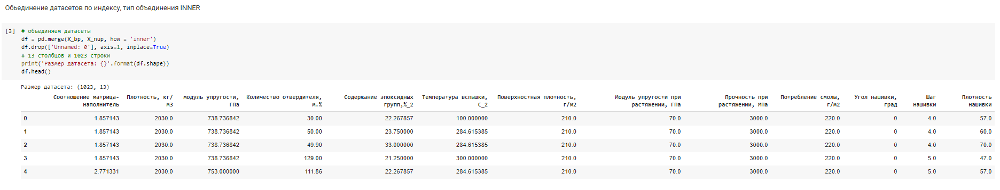 Обьединение датасетов по индексу, тип объединения INNER
[3] # объединяем датасеты
df = pd.merge(X_bp, X_nup, how = 'inner')
df.drop(['Unnamed: 0'], axis=1, inplace=True)
# 13 столбцов и 1023 строки
print('Размер датасета: {}'.format(df.shape))
df.head()
Размер датасета: (1023, 13)
Соотношение матрица- Плотность, кг/ модуль упругости, Количество отвердителя, Содержание эпоксидных Температура вспышки, Поверхностная плотность, Модуль упругости при Прочность при Потребление смолы, Угол нашивки, Шаг Плотность
наполнитель м3 ГПа м.% групп,%_2 С_2 г/м2 растяжении, ГПа растяжении, МПа г/м2 град нашивки нашивки
0 1.857143 2030.0 738.736842 30.00 22.267857 100.000000 210.0 70.0 3000.0 220.0 0 4.0 57.0
1 1.857143 2030.0 738.736842 50.00 23.750000 284.615385 210.0 70.0 3000.0 220.0 0 4.0 60.0
2 1.857143 2030.0 738.736842 49.90 33.000000 284.615385 210.0 70.0 3000.0 220.0 0 4.0 70.0
3 1.857143 2030.0 738.736842 129.00 21.250000 300.000000 210.0 70.0 3000.0 220.0 0 5.0 47.0
4 2.771331 2030.0 753.000000 111.86 22.267857 284.615385 210.0 70.0 3000.0 220.0 0 5.0 57.0